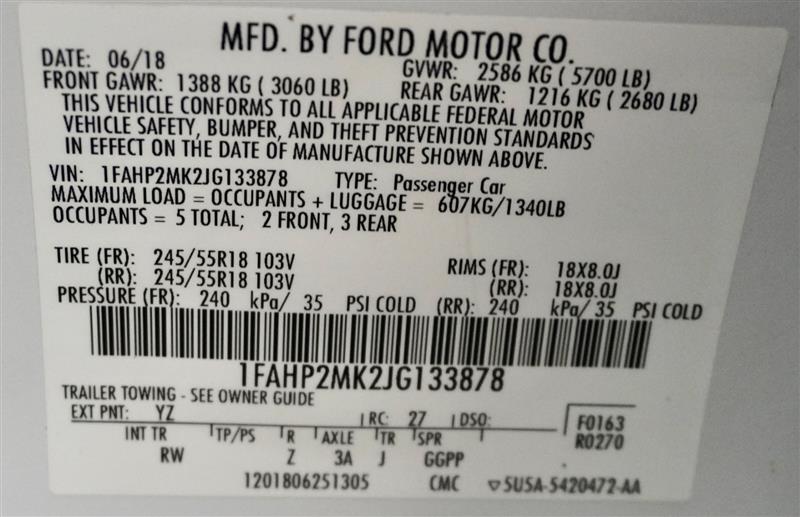 MFD. BY FORD MOTOR CO.
DATE: 06/18 GVWR: 2586 KG ( 5700 LB)
FRONT GAWR: 1388 KG ( 3060 LB) REAR GAWR: 1216 KG ( 2680 LB)
THIS VEHICLE CONFORMS TO ALL APPLICABLE FEDERAL MOTOR
VEHICLE SAFETY, BUMPER, AND THEFT PREVENTION STANDARDS
IN EFFECT ON THE DATE OF MANUFACTURE SHOWN ABOVE.
VIN: 1FAHP2MK2JG133878 TYPE: Passenger Car
MAXIMUM LOAD = OCCUPANTS + LUGGAGE = 607KG/1340LB
OCCUPANTS = 5 TOTAL; 2 FRONT, 3 REAR
TIRE (FR): 245/55R18 103V RIMS (FR): 18X8.0J
(RR): 245/55R18 103V (RR): 18X8.0J
PRESSURE (FR): 240 kPa/ 35 PSI COLD (RR): 240 kPa/ 35 PSI COLD
1FAHP2MK2JG133878
TRAILER TOWING - SEE OWNER GUIDE
EXT PNT: YZ RC: 27 DSO: F0163
INT TR TP/PS R AXLE TR SPR R0270
RW Z 3A J GGPP
1201806251305 CMC ▽5U5A-5420472-AA